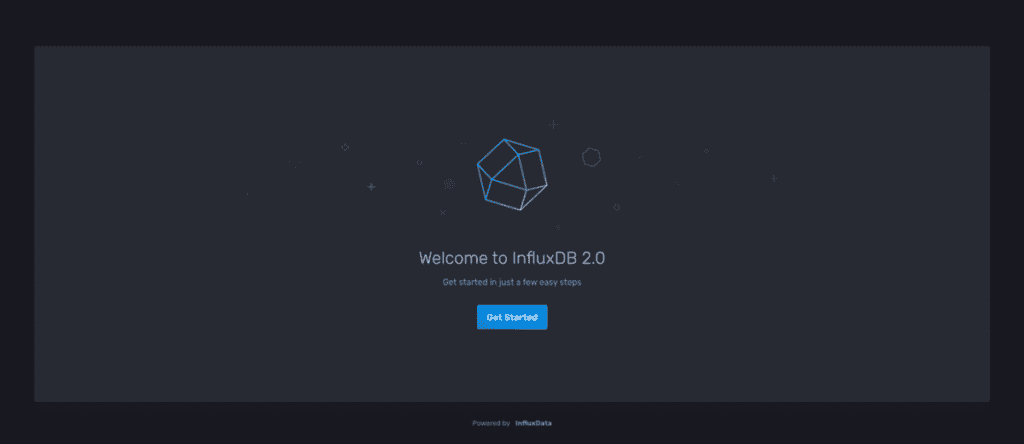 Welcome to InfluxDB 2.0
Get started in just a few easy steps
Get Started
Powered by InfluxData